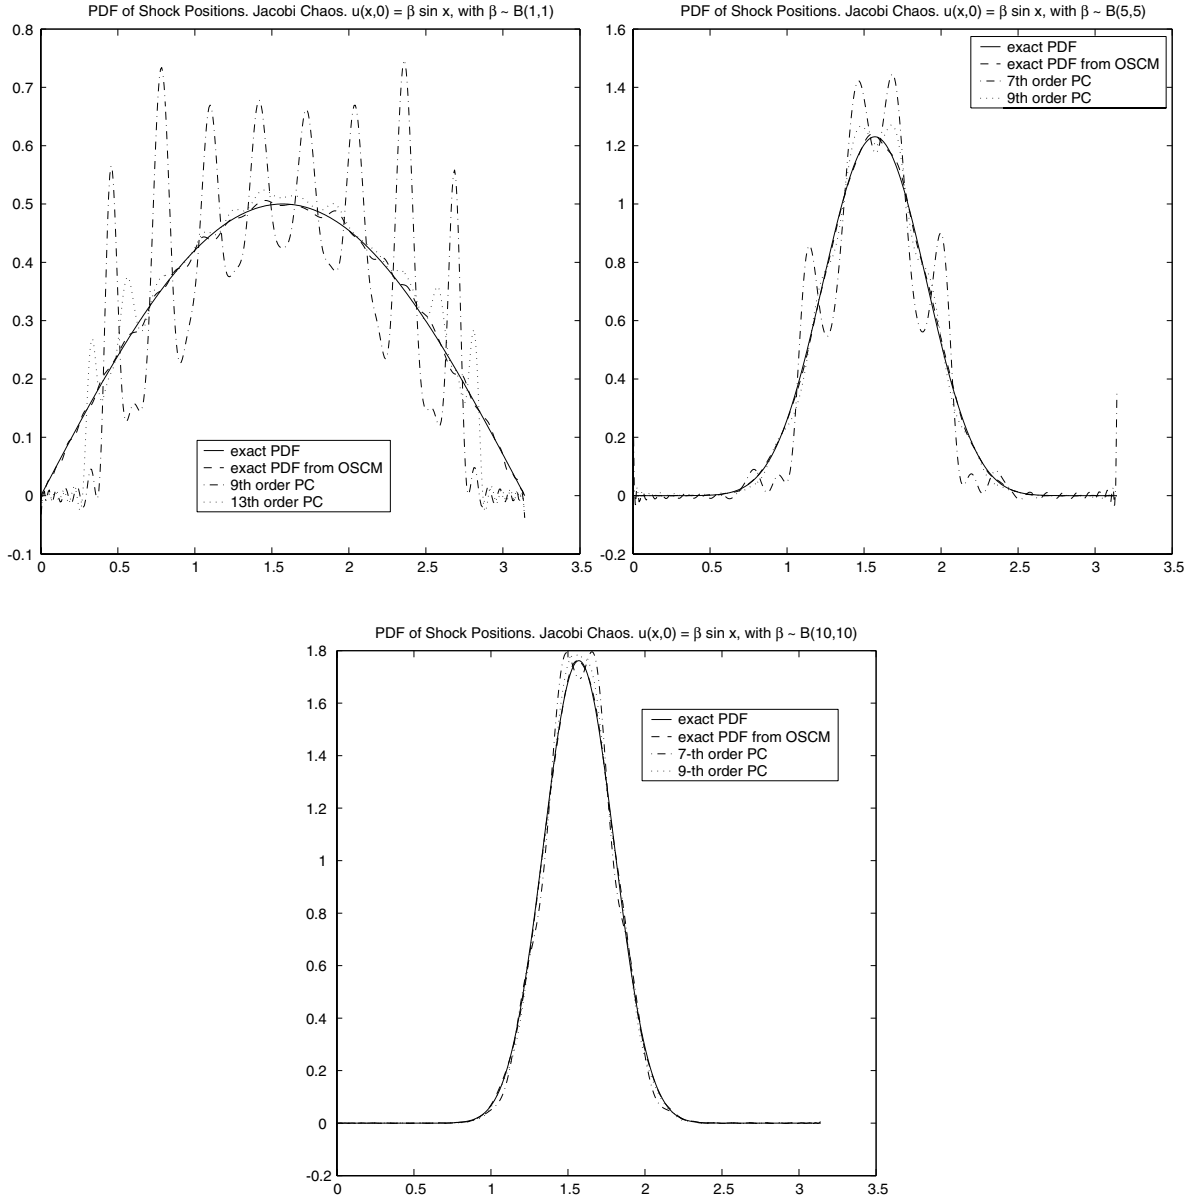 PDF of Shock Positions. Jacobi Chaos. u(x,0) = β sin x, with β ~ B(1,1)
0.8
0.7
0.6
0.5
0.4
0.3
0.2
0.1
0
-0.1
0 0.5 1 1.5 2 2.5 3 3.5
exact PDF
exact PDF from OSCM
9th order PC
13th order PC
PDF of Shock Positions. Jacobi Chaos. u(x,0) = β sin x, with β ~ B(5,5)
1.6
1.4
1.2
1
0.8
0.6
0.4
0.2
0
-0.2
0 0.5 1 1.5 2 2.5 3 3.5
exact PDF
exact PDF from OSCM
7th order PC
9th order PC
PDF of Shock Positions. Jacobi Chaos. u(x,0) = β sin x, with β ~ B(10,10)
1.8
1.6
1.4
1.2
1
0.8
0.6
0.4
0.2
0
-0.2
0 0.5 1 1.5 2 2.5 3 3.5
exact PDF
exact PDF from OSCM
7-th order PC
9-th order PC